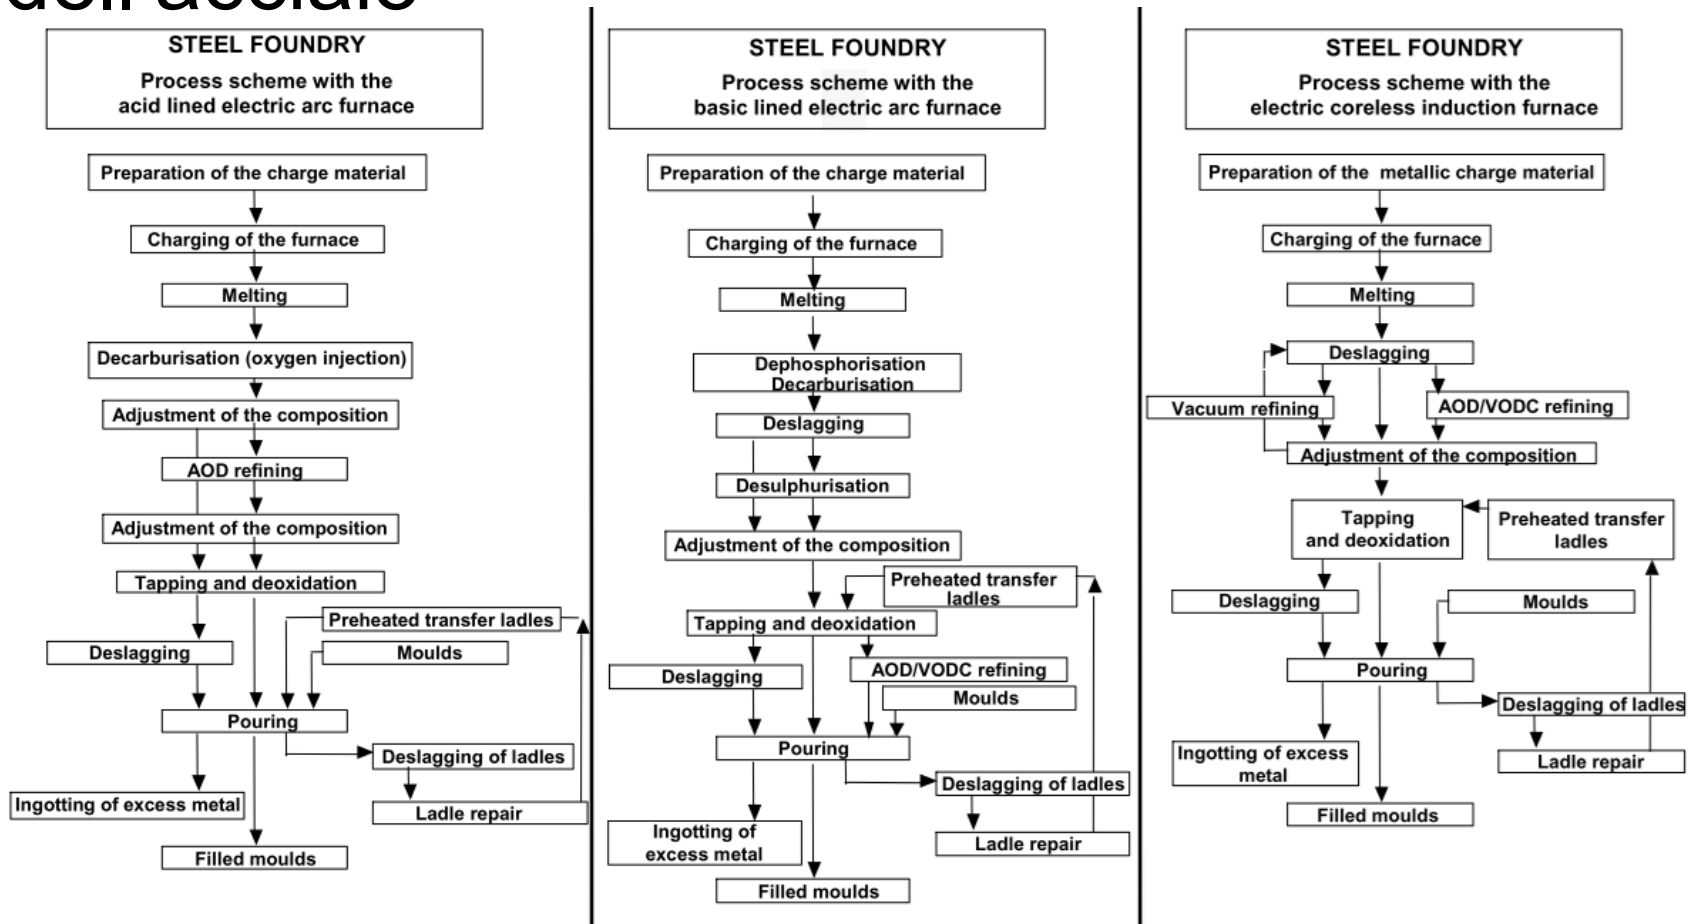 dell'acciaio
STEEL FOUNDRY
Process scheme with the
acid lined electric arc furnace
Preparation of the charge material
Charging of the furnace
Melting
Decarburisation (oxygen injection)
Adjustment of the composition
AOD refining
Adjustment of the composition
Tapping and deoxidation
Preheated transfer ladles
Deslagging
Moulds
Pouring
Deslagging of ladles
Ingotting of excess metal
Ladle repair
Filled moulds
STEEL FOUNDRY
Process scheme with the
basic lined electric arc furnace
Preparation of the charge material
Charging of the furnace
Melting
Dephosphorisation
Decarburisation
Deslagging
Desulphurisation
Adjustment of the composition
Preheated transfer
ladles
Tapping and deoxidation
Deslagging
AOD/VODC refining
Moulds
Pouring
Deslagging of ladles
Ingotting of
excess metal
Ladle repair
Filled moulds
STEEL FOUNDRY
Process scheme with the
electric coreless induction furnace
Preparation of the metallic charge material
Charging of the furnace
Melting
Deslagging
Vacuum refining
AOD/VODC refining
Adjustment of the composition
Tapping
and deoxidation
Preheated transfer
ladles
Deslagging
Moulds
Pouring
Deslagging of ladles
Ingotting of excess
metal
Ladle repair
Filled moulds